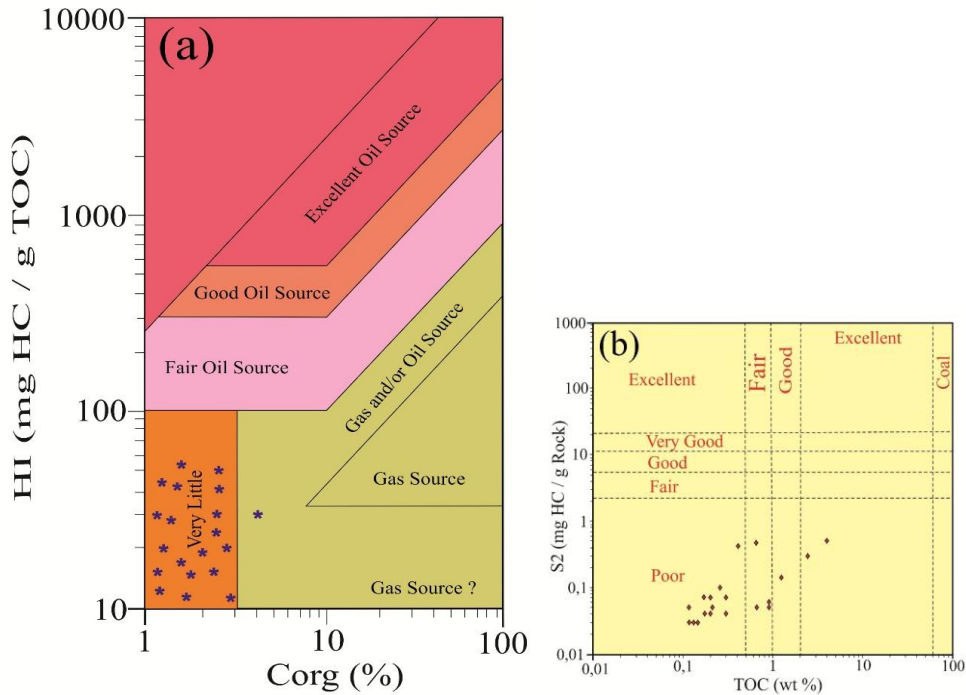 (a)
HI (mg HC / g TOC)
10000
1000
100
10
Excellent Oil Source
Good Oil Source
Fair Oil Source
Gas and/or Oil Source
Gas Source
Very Little
Gas Source ?
1
10
100
Corg (%)
(b)
S2 (mg HC / g Rock)
1000
100
10
1
0,1
0,01
Excellent
Fair
Good
Excellent
Coal
Very Good
Good
Fair
Poor
0,01
0,1
1
10
100
TOC (wt %)